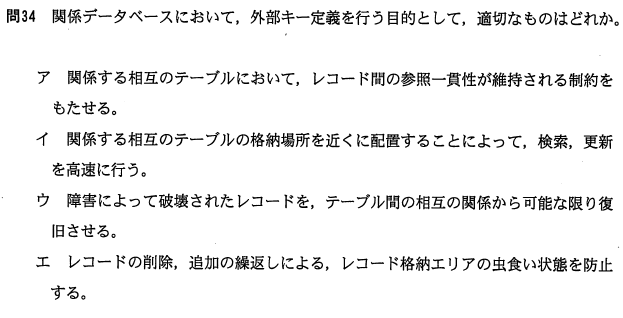 問34 関係データベースにおいて，外部キー定義を行う目的として，適切なものはどれか。
ア 関係する相互のテーブルにおいて，レコード間の参照一貫性が維持される制約を
もたせる。
イ 関係する相互のテーブルの格納場所を近くに配置することによって，検索，更新
を高速に行う。
ウ 障害によって破壊されたレコードを，テーブル間の相互の関係から可能な限り復
旧させる。
エ レコードの削除，追加の繰返しによる，レコード格納エリアの虫食い状態を防止
する。